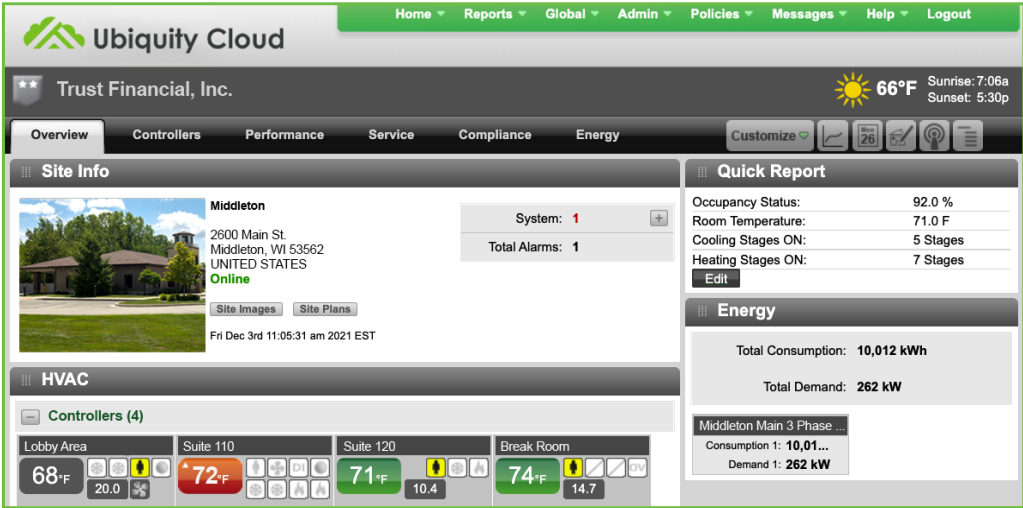 Home Reports Global Admin Policies Messages Help Logout
Ubiquity Cloud
Trust Financial, Inc.
66°F
Sunrise: 7:06a
Sunset: 5:30p
Overview Controllers Performance Service Compliance Energy
Customize
Mon
26
Site Info
Middleton
2600 Main St.
Middleton, WI 53562
UNITED STATES
Online
Site Images Site Plans
Fri Dec 3rd 11:05:31 am 2021 EST
System: 1 +
Total Alarms: 1
Quick Report
Occupancy Status: 92.0 %
Room Temperature: 71.0 F
Cooling Stages ON: 5 Stages
Heating Stages ON: 7 Stages
Edit
Energy
Total Consumption: 10,012 kWh
Total Demand: 262 kW
Middleton Main 3 Phase ...
Consumption 1: 10,01...
Demand 1: 262 kW
HVAC
Controllers (4)
Lobby Area
68°F
20.0
Suite 110
72°F
DI
Suite 120
71°F
10.4
Break Room
74°F
OV
14.7